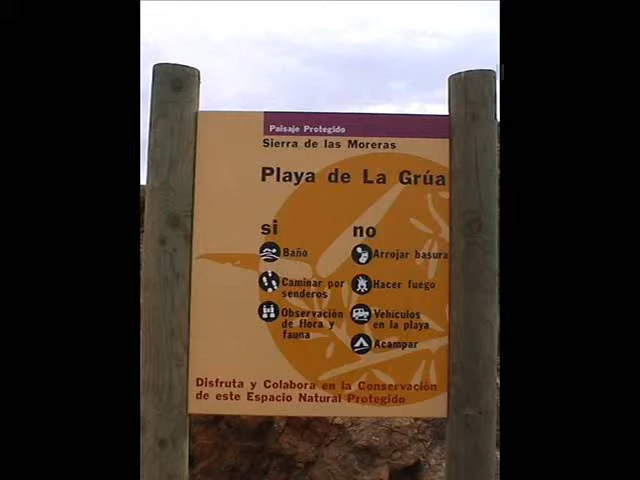 Paisaje Protegido
Sierra de las Moreras
Playa de La Grúa
si
no
Baño
Arrojar basura
Caminar por
senderos
Hacer fuego
Observación
de flora y
fauna
Vehículos
en la playa
Acampar
Disfruta y Colabora en la Conservación
de este Espacio Natural Protegido